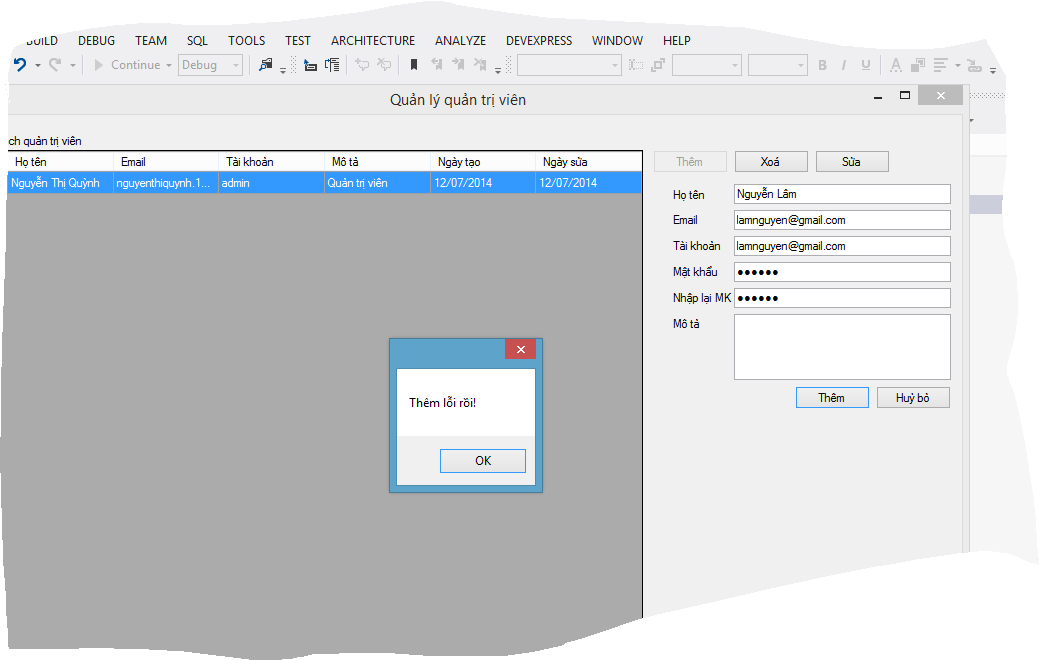 BUILD DEBUG TEAM SQL TOOLS TEST ARCHITECTURE ANALYZE DEVEXPRESS WINDOW HELP
Continue Debug B I U A
Quản lý quản trị viên
ch quản trị viên
Họ tên Email Tài khoản Mô tả Ngày tạo Ngày sửa
Nguyễn Thị Quỳnh nguyenthiquynh.1... admin Quản trị viên 12/07/2014 12/07/2014
Thêm Xoá Sửa
Họ tên Nguyễn Lâm
Email lamnguyen@gmail.com
Tài khoản lamnguyen@gmail.com
Mật khẩu ●●●●●●
Nhập lại MK ●●●●●●
Mô tả
Thêm Huỷ bỏ
Thêm lỗi rồi!
OK